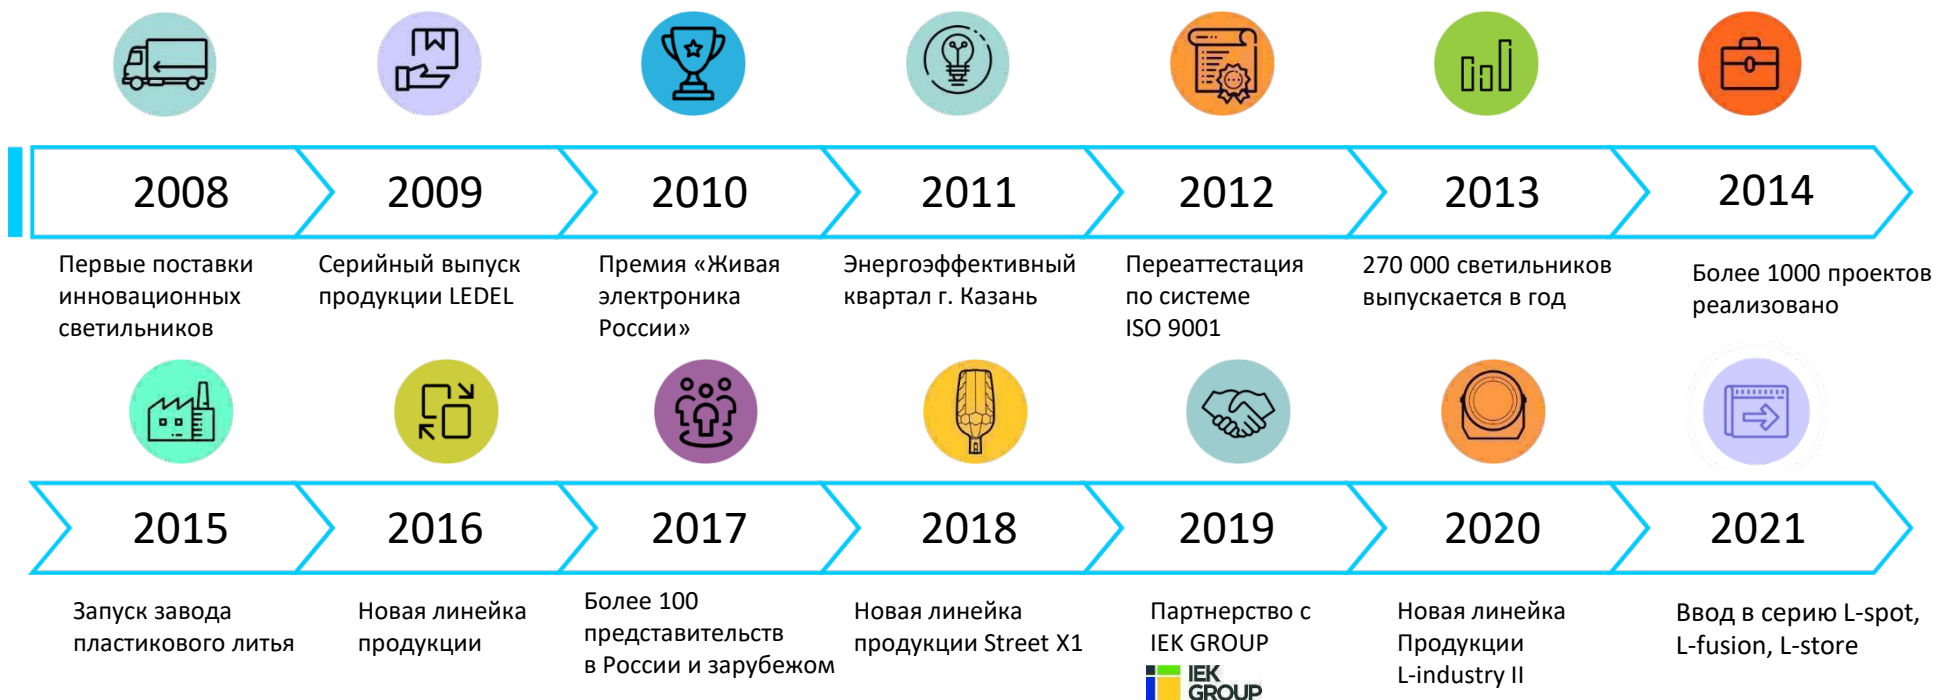 2008
2009
2010
2011
2012
2013
2014
Первые поставки
инновационных
светильников
Серийный выпуск
продукции LEDEL
Премия «Живая
электроника
России»
Энергоэффективный
квартал г. Казань
Переаттестация
по системе
ISO 9001
270 000 светильников
выпускается в год
Более 1000 проектов
реализовано
2015
2016
2017
2018
2019
2020
2021
Запуск завода
пластикового литья
Новая линейка
продукции
Более 100
представительств
в России и зарубежом
Новая линейка
продукции Street X1
Партнерство с
IEK GROUP
IEK
GROUP
Новая линейка
Продукции
L-industry II
Ввод в серию L-spot,
L-fusion, L-store